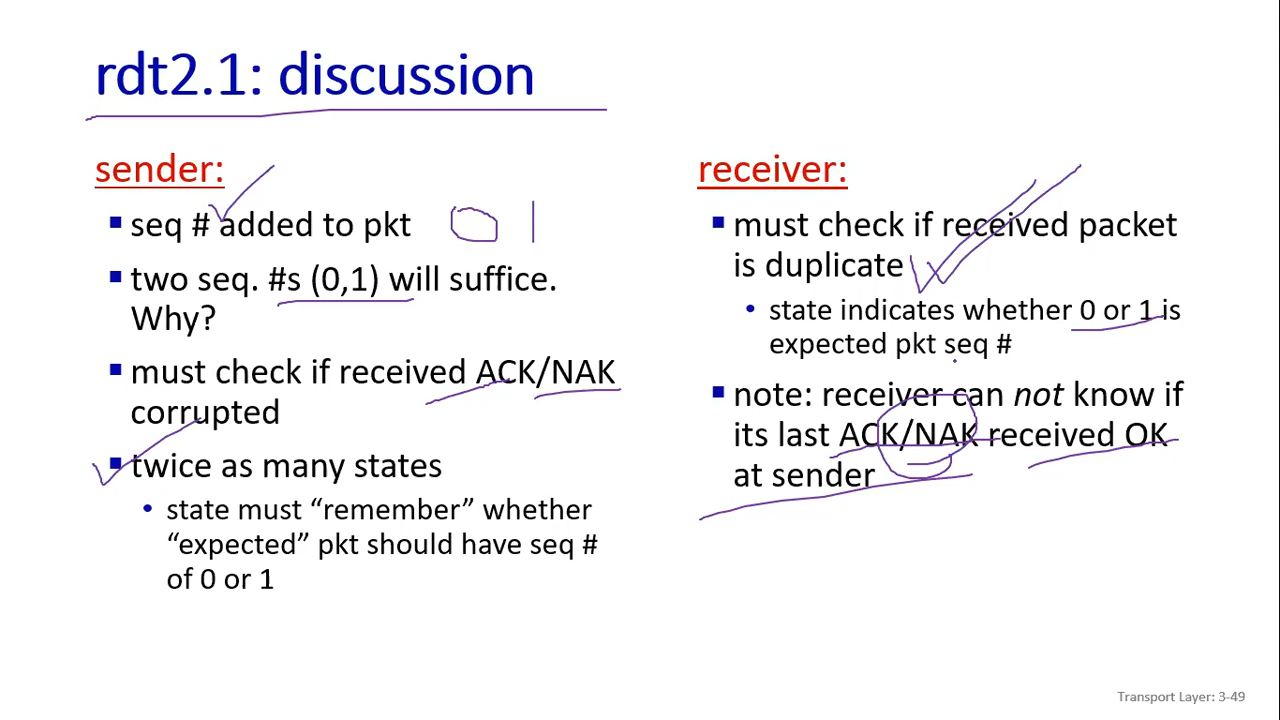 rdt2.1: discussion
sender:
seq # added to pkt 0 1
two seq. #s (0,1) will suffice.
Why?
must check if received ACK/NAK
corrupted
twice as many states
state must “remember” whether
“expected” pkt should have seq #
of 0 or 1
receiver:
must check if received packet
is duplicate
state indicates whether 0 or 1 is
expected pkt seq #
note: receiver can not know if
its last ACK/NAK received OK
at sender
Transport Layer: 3-49